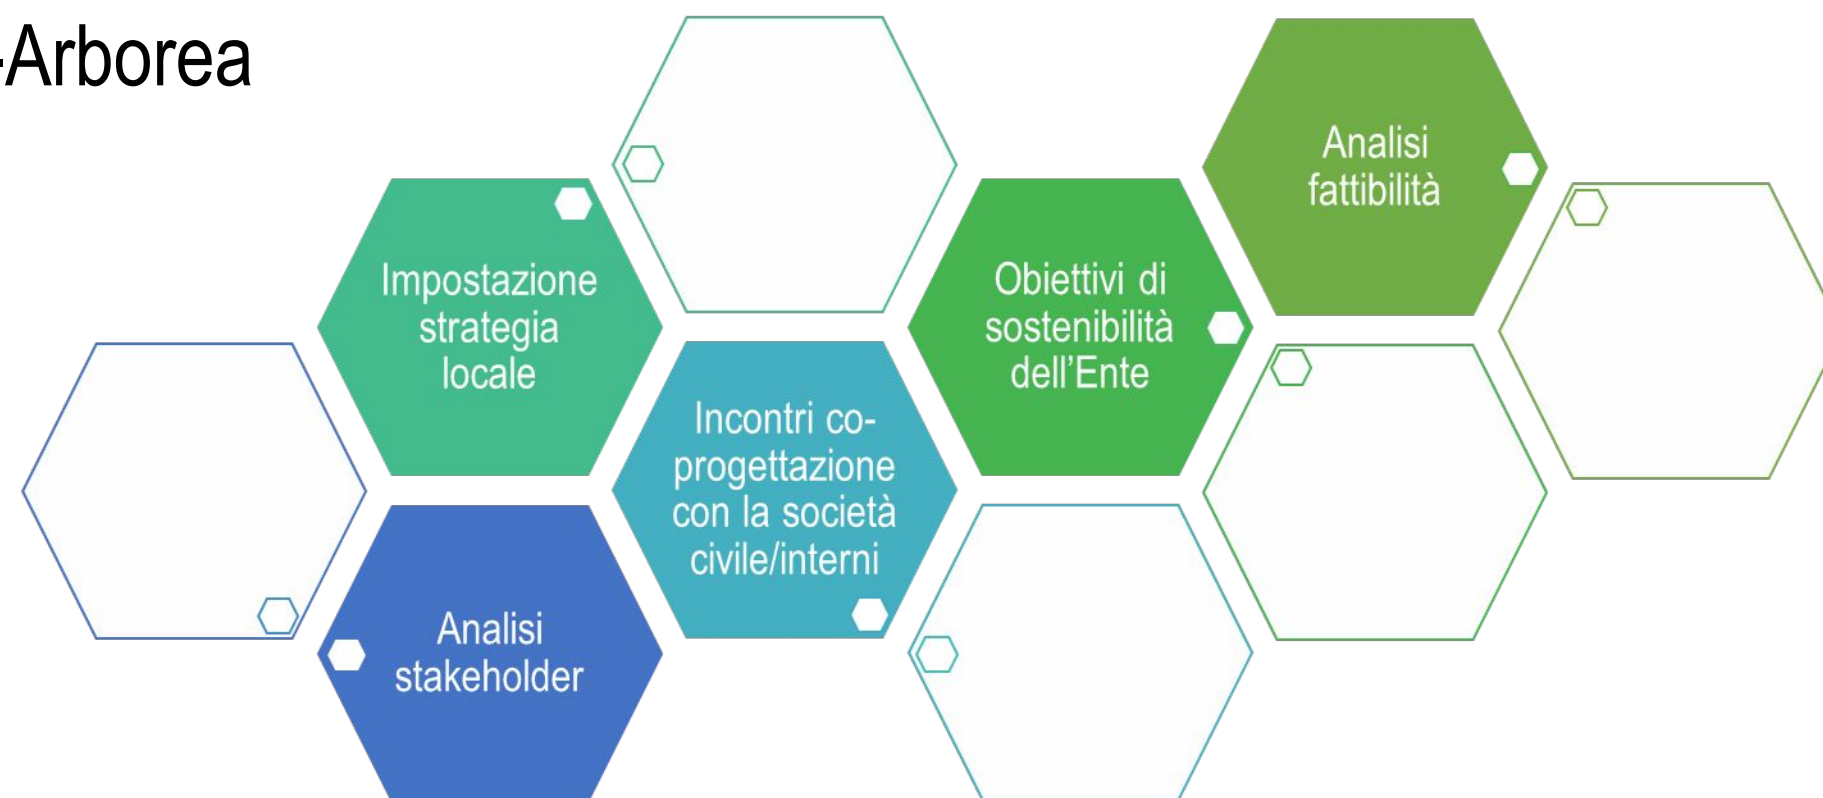 -Arborea
Analisi
fattibilità
Impostazione
strategia
locale
Obiettivi di
sostenibilità
dell’Ente
Incontri co-
progettazione
con la società
civile/interni
Analisi
stakeholder